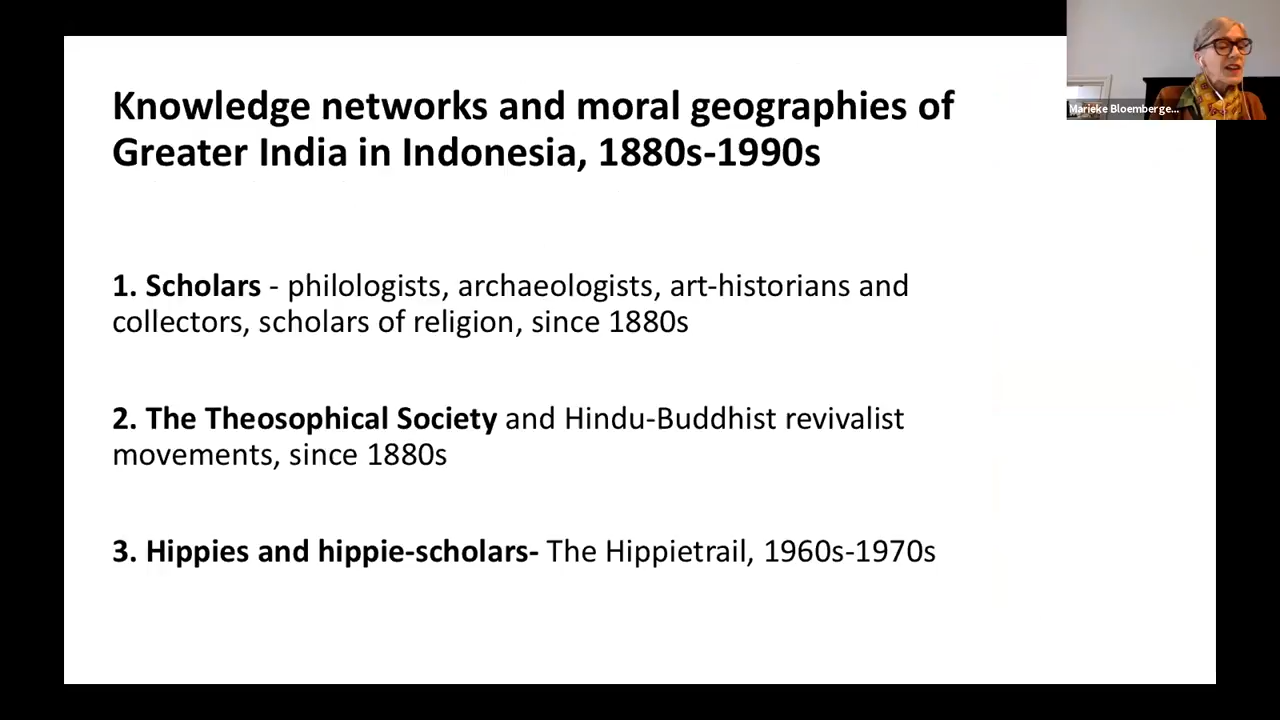 Knowledge networks and moral geographies of
Greater India in Indonesia, 1880s-1990s
Marieke Bloemberge...
1. Scholars - philologists, archaeologists, art-historians and
collectors, scholars of religion, since 1880s
2. The Theosophical Society and Hindu-Buddhist revivalist
movements, since 1880s
3. Hippies and hippie-scholars- The Hippietrail, 1960s-1970s